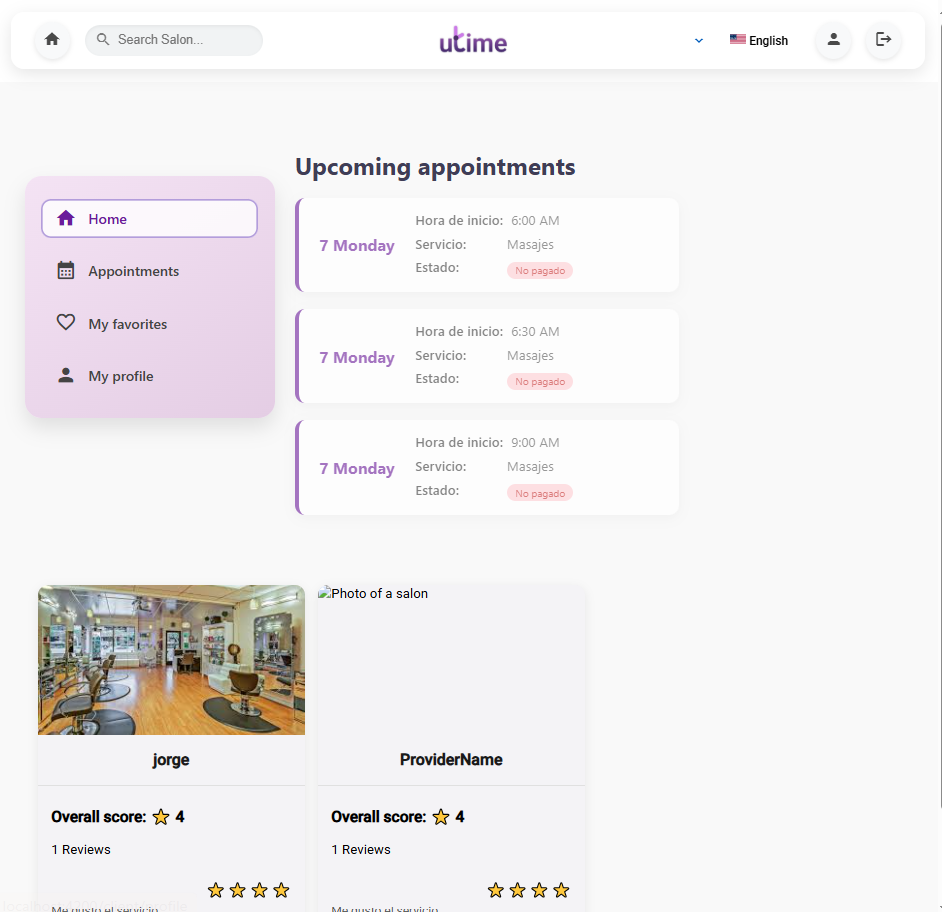 Search Salon...
utime
English
Upcoming appointments
Home
Appointments
My favorites
My profile
7 Monday
Hora de inicio: 6:00 AM
Servicio: Masajes
Estado: No pagado
7 Monday
Hora de inicio: 6:30 AM
Servicio: Masajes
Estado: No pagado
7 Monday
Hora de inicio: 9:00 AM
Servicio: Masajes
Estado: No pagado
jorge
Overall score: 4
1 Reviews
Me gusto el servicio
Photo of a salon
ProviderName
Overall score: 4
1 Reviews
Me gusto el servicio